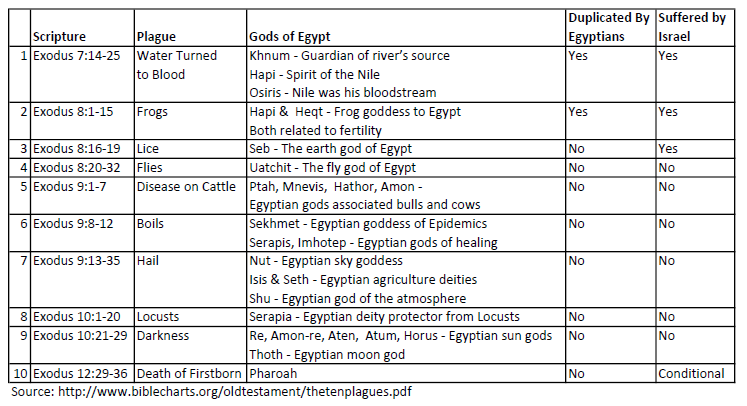 Scripture Plague Gods of Egypt Duplicated By Egyptians Suffered by Israel
1 Exodus 7:14-25 Water Turned Khnum - Guardian of river's source Yes Yes
to Blood Hapi - Spirit of the Nile
Osiris - Nile was his bloodstream
2 Exodus 8:1-15 Frogs Hapi & Heqt - Frog goddess to Egypt Yes Yes
Both related to fertility
3 Exodus 8:16-19 Lice Seb - The earth god of Egypt No Yes
4 Exodus 8:20-32 Flies Uatchit - The fly god of Egypt No No
5 Exodus 9:1-7 Disease on Cattle Ptah, Mnevis, Hathor, Amon - No No
Egyptian gods associated bulls and cows
6 Exodus 9:8-12 Boils Sekhmet - Egyptian goddess of Epidemics No No
Serapis, Imhotep - Egyptian gods of healing
7 Exodus 9:13-35 Hail Nut - Egyptian sky goddess No No
Isis & Seth - Egyptian agriculture deities
Shu - Egyptian god of the atmosphere
8 Exodus 10:1-20 Locusts Serapia - Egyptian deity protector from Locusts No No
9 Exodus 10:21-29 Darkness Re, Amon-re, Aten, Atum, Horus - Egyptian sun gods No No
Thoth - Egyptian moon god
10 Exodus 12:29-36 Death of Firstborn Pharoah No Conditional
Source: http://www.biblecharts.org/oldtestament/thetenplagues.pdf